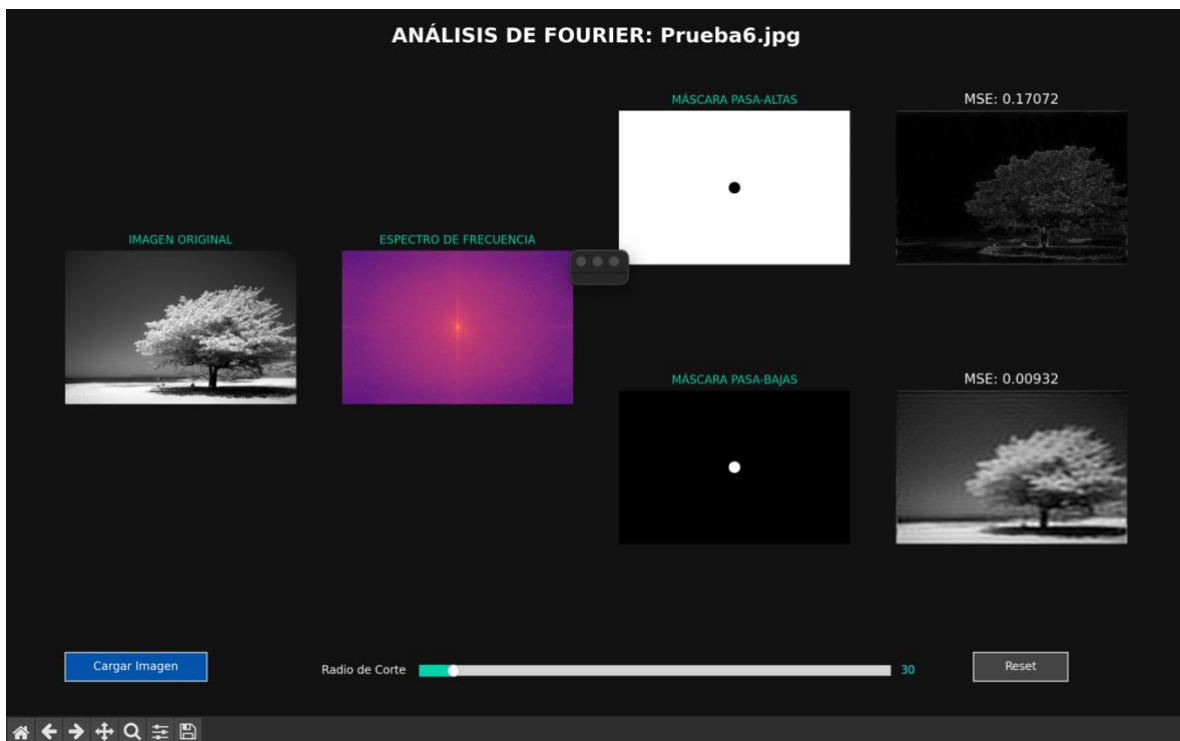 ANÁLISIS DE FOURIER: Prueba6.jpg
MÁSCARA PASA-ALTAS
MSE: 0.17072
IMAGEN ORIGINAL
ESPECTRO DE FRECUENCIA
MÁSCARA PASA-BAJAS
MSE: 0.00932
Cargar Imagen
Radio de Corte
30
Reset